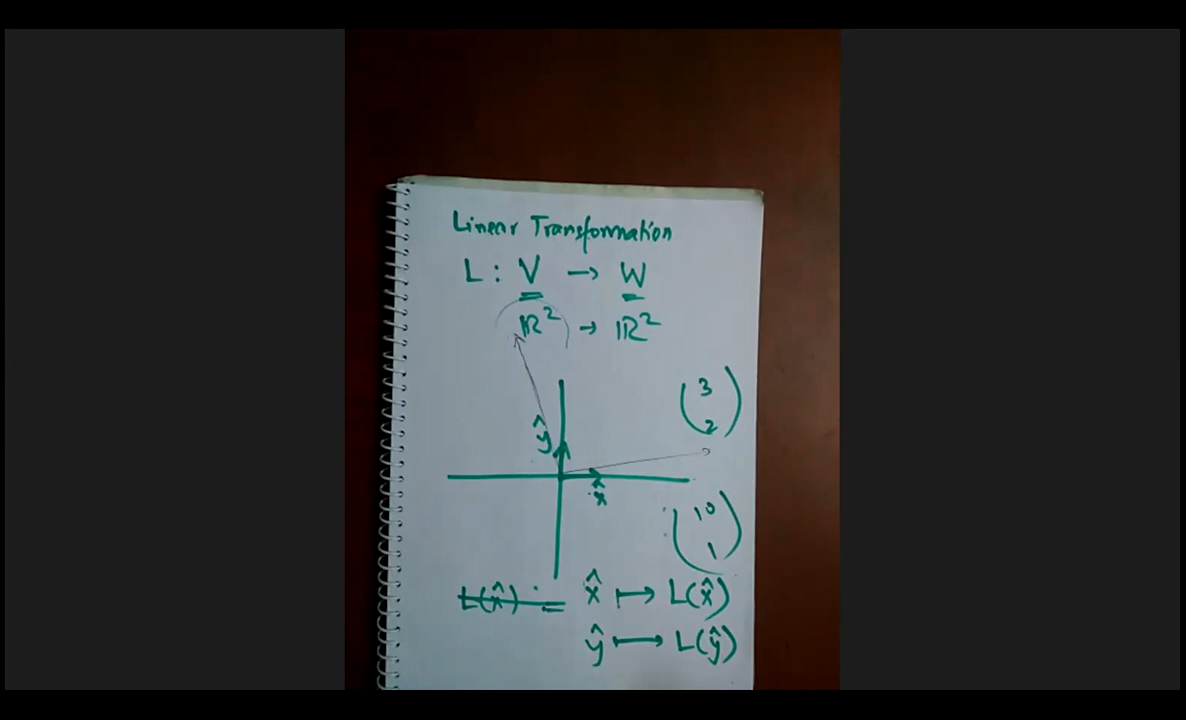 Linear Transformation
L : V → W
ℝ² → ℝ²
( 3
2 )
ŷ
x̂
( 10
1 )
L(x̂) = x̂ ↦ L(x̂)
ŷ ↦ L(ŷ)